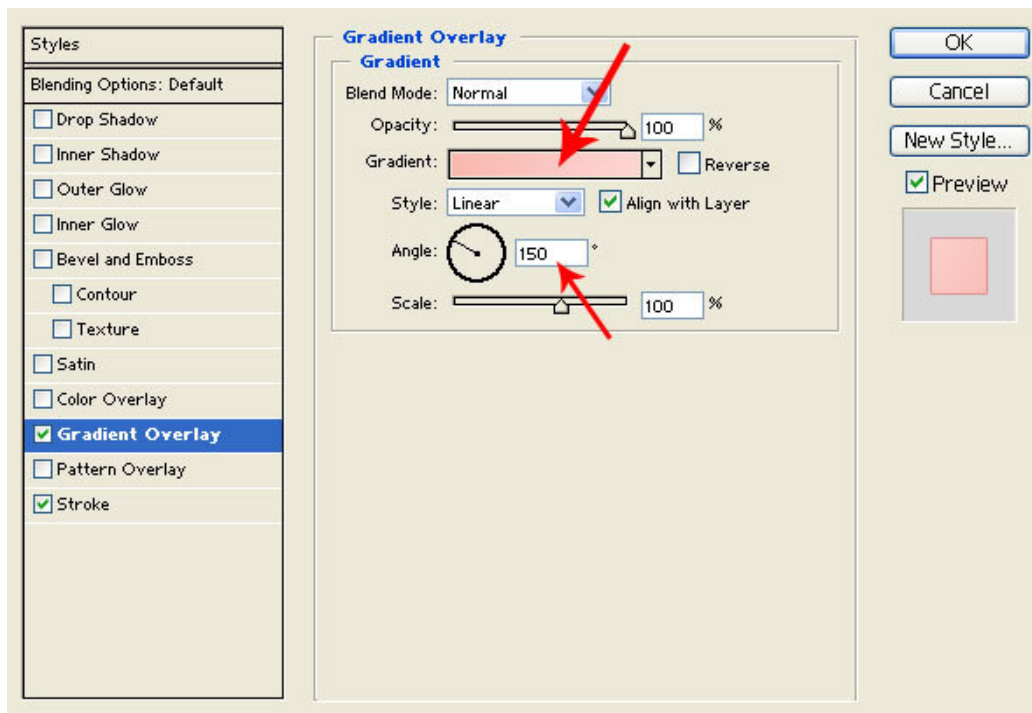 Styles
Blending Options: Default
Drop Shadow
Inner Shadow
Outer Glow
Inner Glow
Bevel and Emboss
Contour
Texture
Satin
Color Overlay
Gradient Overlay
Pattern Overlay
Stroke
Gradient Overlay
Gradient
Blend Mode: Normal
Opacity: 100 %
Gradient: Reverse
Style: Linear Align with Layer
Angle: 150 °
Scale: 100 %
OK
Cancel
New Style...
Preview